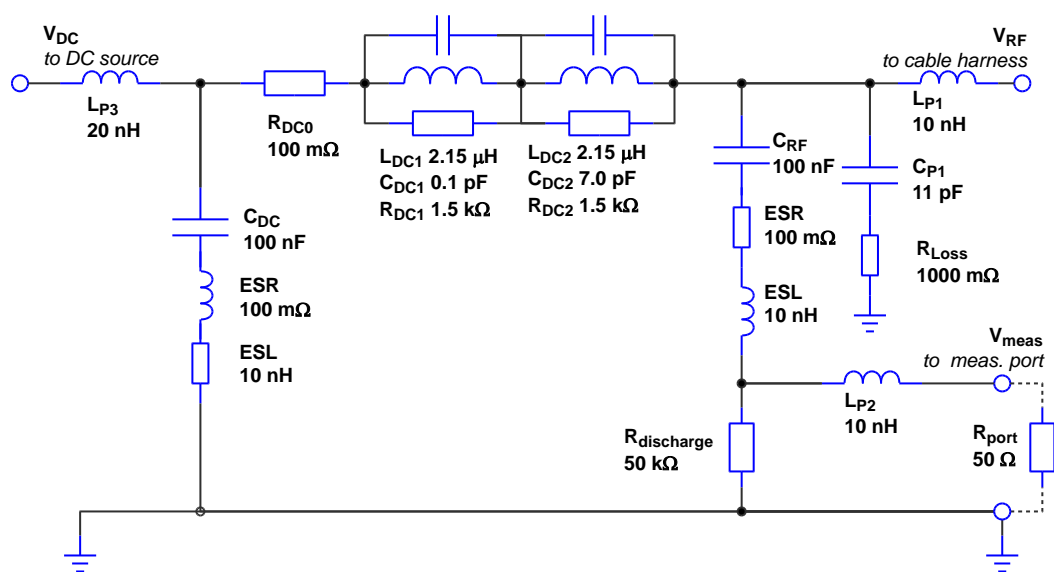 V_DC
to DC source
L_P3
20 nH
R_DC0
100 mΩ
L_DC1 2.15 μH
C_DC1 0.1 pF
R_DC1 1.5 kΩ
L_DC2 2.15 μH
C_DC2 7.0 pF
R_DC2 1.5 kΩ
V_RF
to cable harness
L_P1
10 nH
C_RF
100 nF
C_P1
11 pF
ESR
100 mΩ
R_Loss
1000 mΩ
ESL
10 nH
C_DC
100 nF
ESR
100 mΩ
ESL
10 nH
V_meas
to meas. port
L_P2
10 nH
R_discharge
50 kΩ
R_port
50 Ω